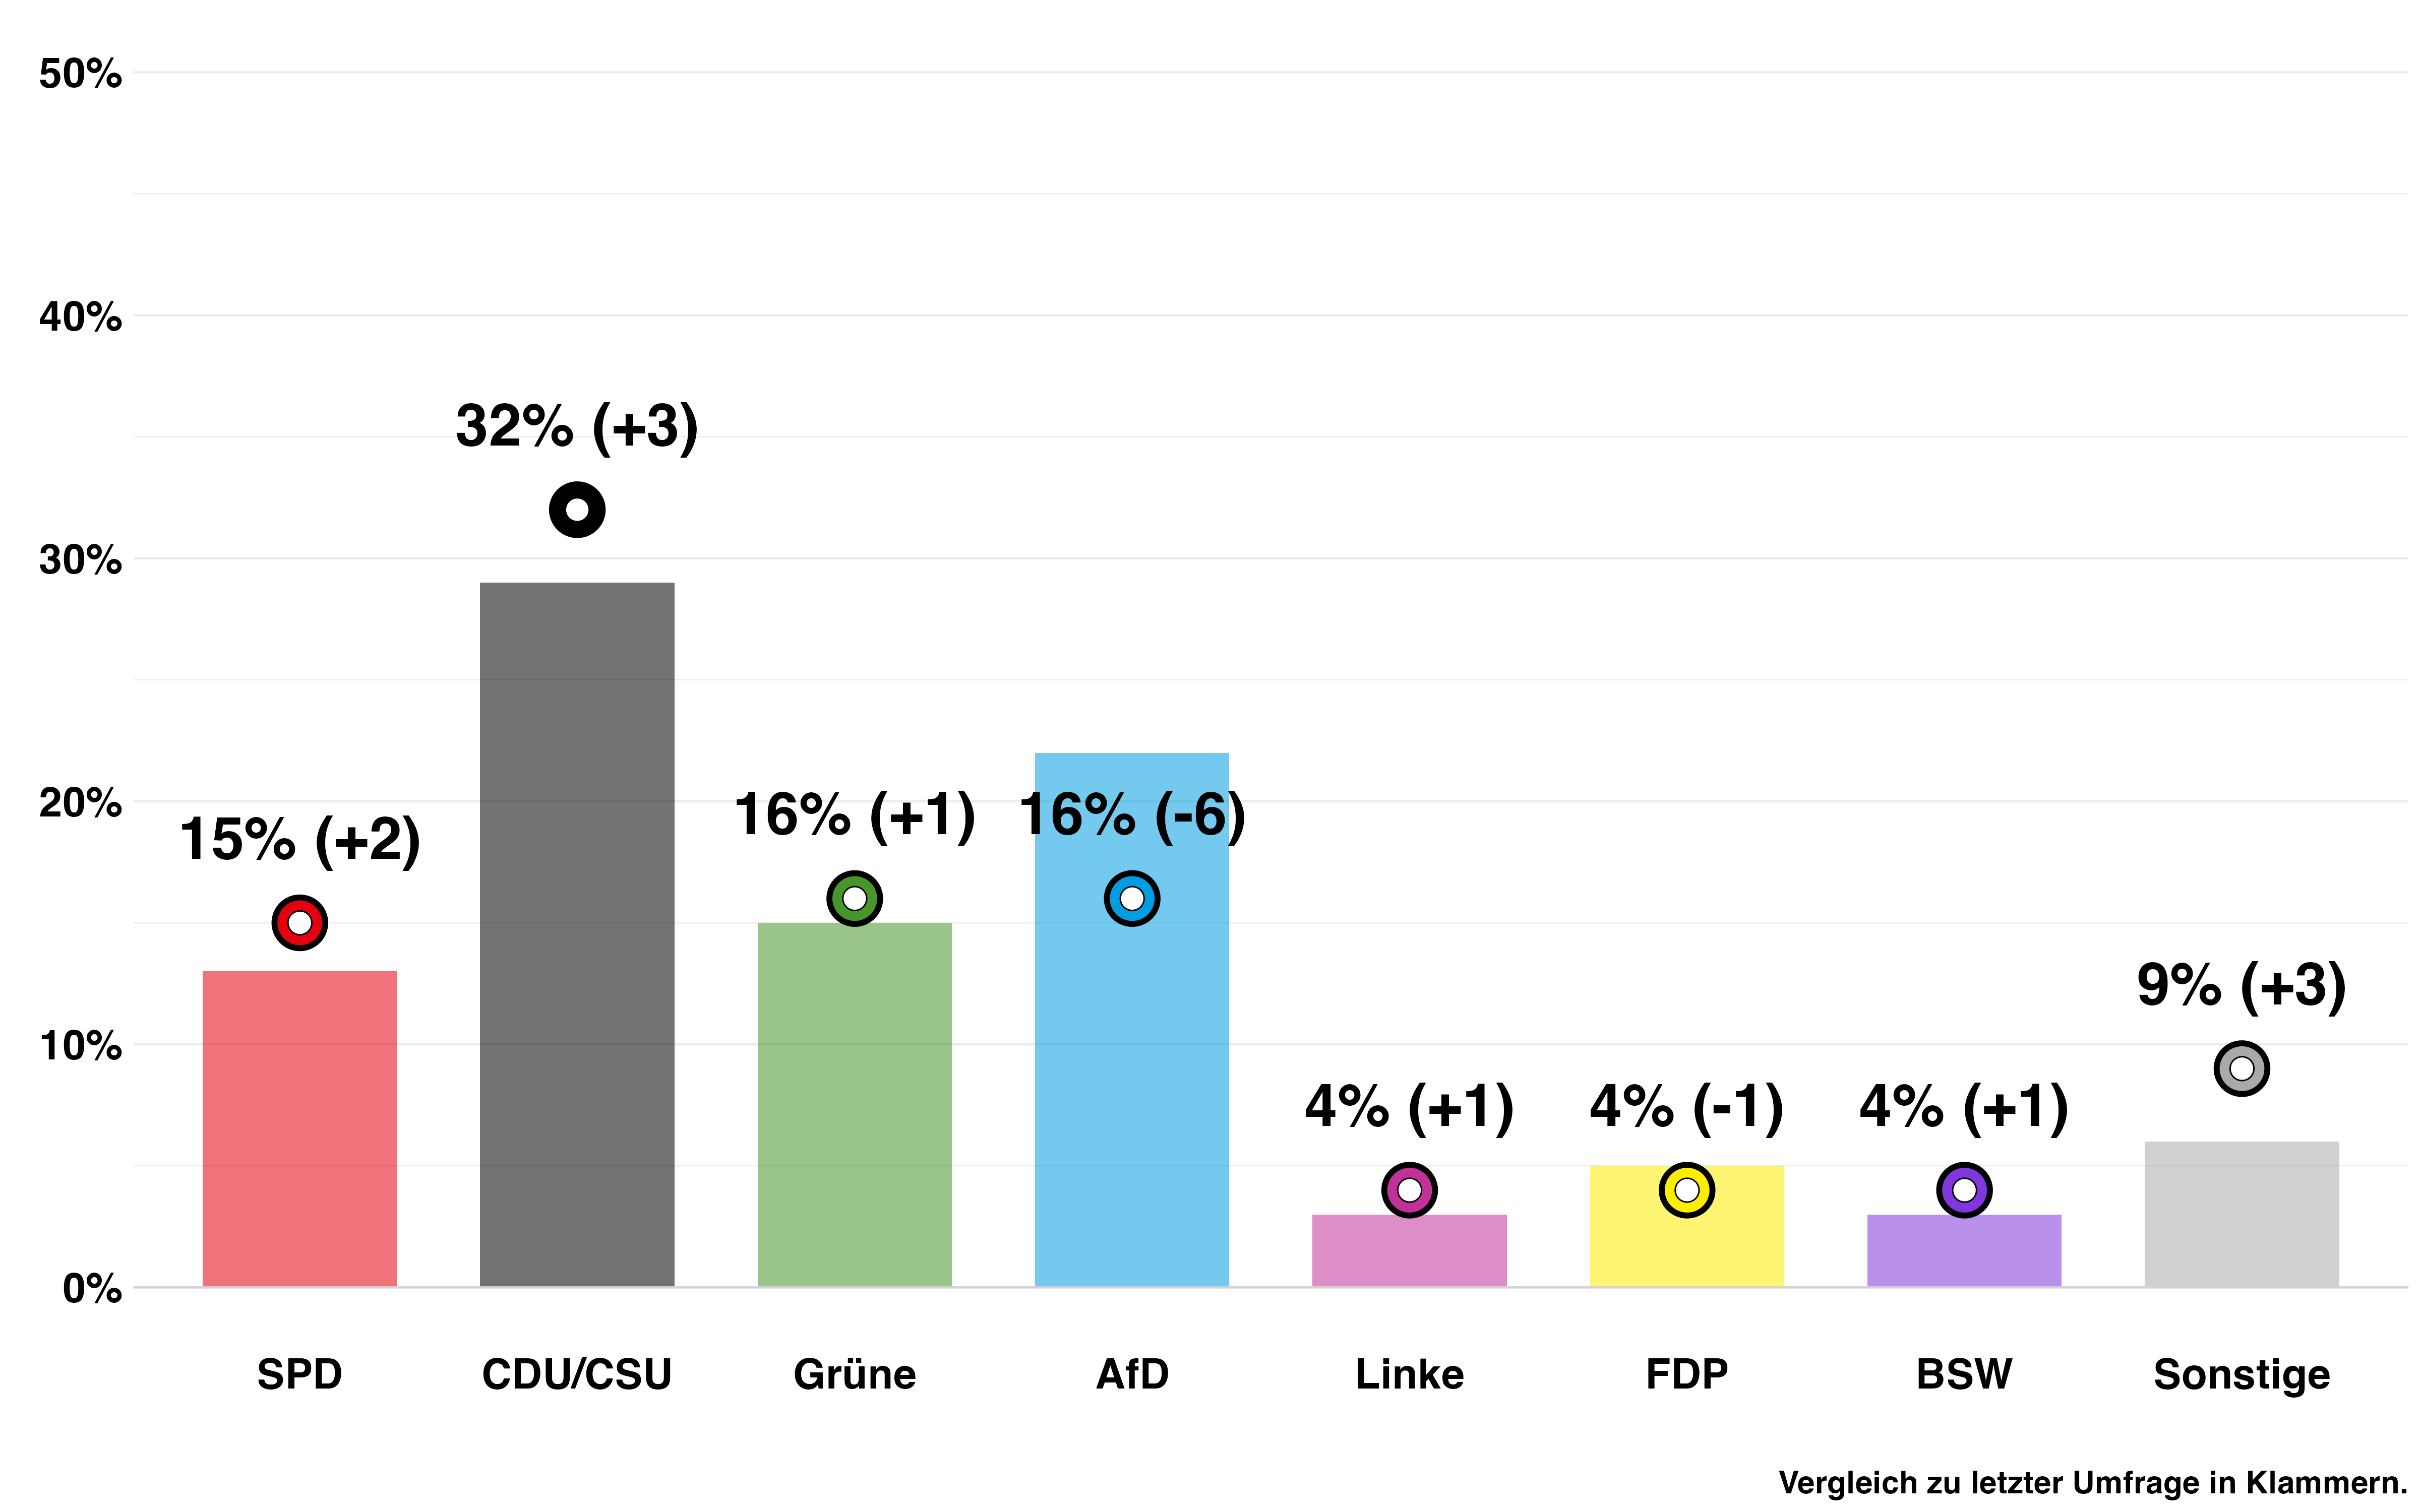 50%
40%
30%
20%
10%
0%
15% (+2)
32% (+3)
16% (+1)
16% (-6)
4% (+1)
4% (-1)
4% (+1)
9% (+3)
SPD
CDU/CSU
Grüne
AfD
Linke
FDP
BSW
Sonstige
Vergleich zu letzter Umfrage in Klammern.